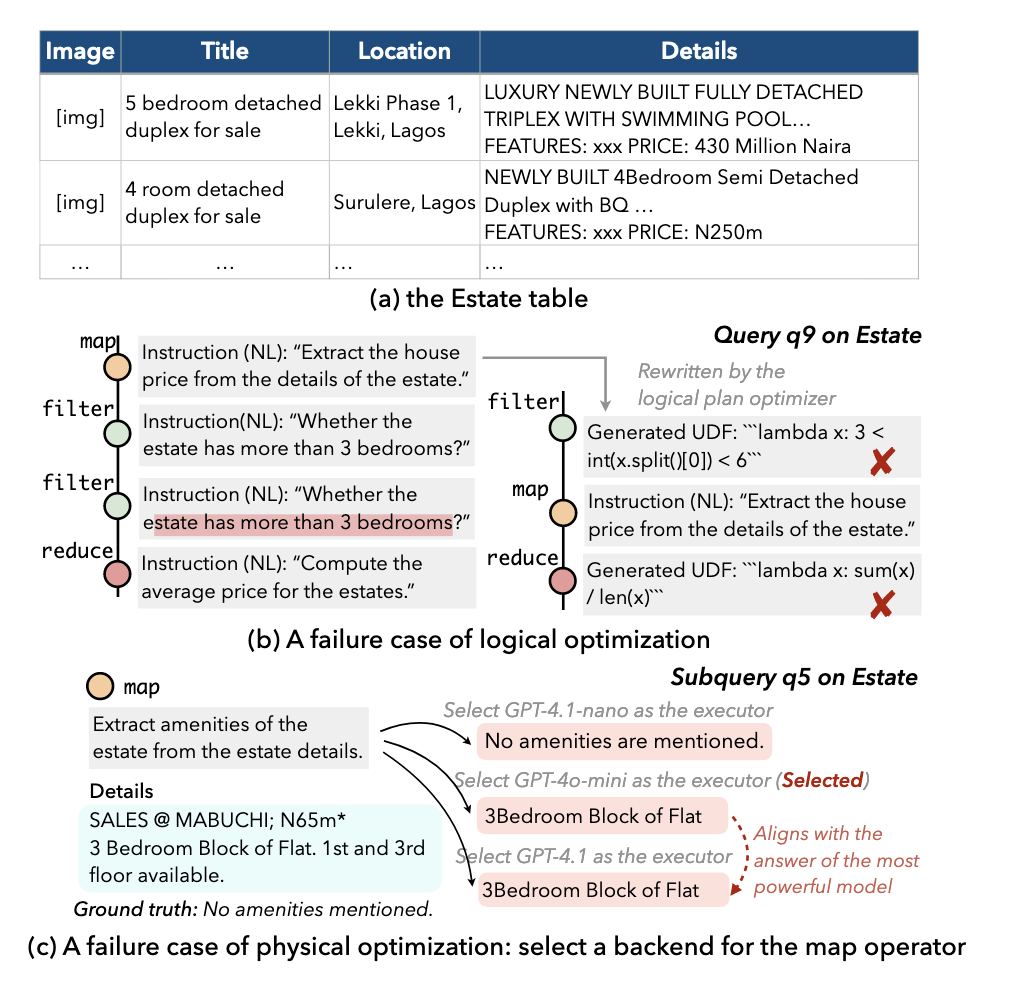 Image Title Location Details
[img]
5 bedroom detached
duplex for sale
Lekki Phase 1,
Lekki, Lagos
LUXURY NEWLY BUILT FULLY DETACHED
TRIPLEX WITH SWIMMING POOL…
FEATURES: xxx PRICE: 430 Million Naira
[img]
4 room detached
duplex for sale
Surulere, Lagos
NEWLY BUILT 4Bedroom Semi Detached
Duplex with BQ …
FEATURES: xxx PRICE: N250m
… … … …
(a) the Estate table
Query q9 on Estate
map
Instruction (NL): “Extract the house
price from the details of the estate.”
filter
Instruction(NL): “Whether the
estate has more than 3 bedrooms?”
filter
Instruction (NL): “Whether the
estate has more than 3 bedrooms?”
reduce
Instruction (NL): “Compute the
average price for the estates.”
Rewritten by the
logical plan optimizer
filter
Generated UDF: ```lambda x: 3 <
int(x.split()[0]) < 6```
map
Instruction (NL): “Extract the house
price from the details of the estate.”
reduce
Generated UDF: ```lambda x: sum(x)
/ len(x)```
(b) A failure case of logical optimization
Subquery q5 on Estate
map
Extract amenities of the
estate from the estate details.
Details
SALES @ MABUCHI; N65m*
3 Bedroom Block of Flat. 1st and 3rd
floor available.
Ground truth: No amenities mentioned.
Select GPT-4.1-nano as the executor
No amenities are mentioned.
Select GPT-4o-mini as the executor (Selected)
3Bedroom Block of Flat
Select GPT-4.1 as the executor
3Bedroom Block of Flat
Aligns with the
answer of the most
powerful model
(c) A failure case of physical optimization: select a backend for the map operator